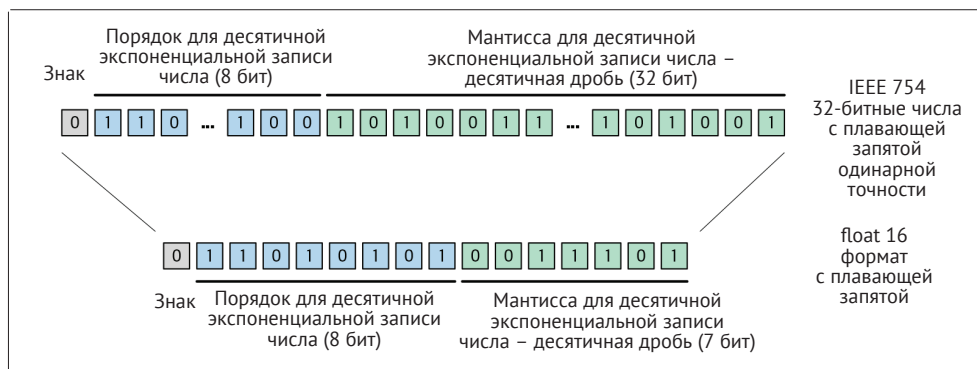 Порядок для десятичной
экспоненциальной записи
числа (8 бит)
Мантисса для десятичной
экспоненциальной записи числа –
десятичная дробь (32 бит)
Знак
0 1 1 0 ... 1 0 0 1 0 1 0 0 1 1 ... 1 0 1 0 0 1
IEEE 754
32-битные числа
с плавающей
запятой
одинарной
точности
0 1 1 0 1 0 1 0 1 0 0 1 1 1 0 1
float 16
формат
с плавающей
запятой
Знак
Порядок для десятичной
экспоненциальной записи
числа (8 бит)
Мантисса для десятичной
экспоненциальной записи
числа – десятичная дробь (7 бит)